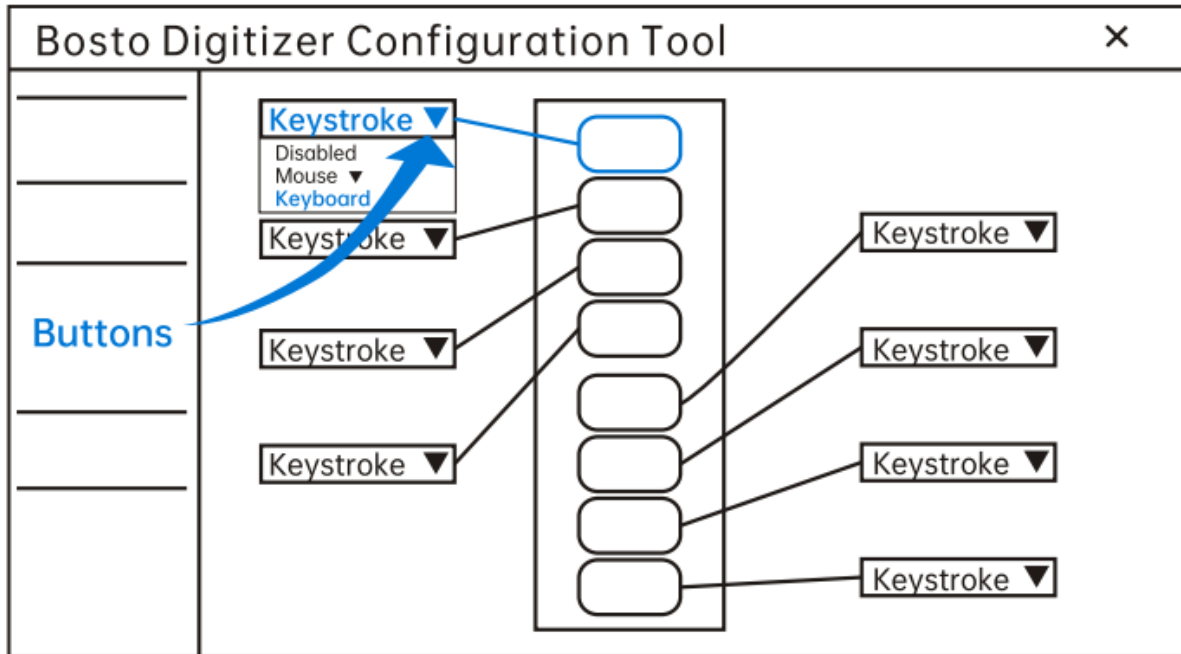 Bosto Digitizer Configuration Tool ✕
Keystroke ▼
Disabled
Mouse ▼
Keyboard
Keystroke ▼
Keystroke ▼
Keystroke ▼
Buttons
Keystroke ▼
Keystroke ▼
Keystroke ▼
Keystroke ▼